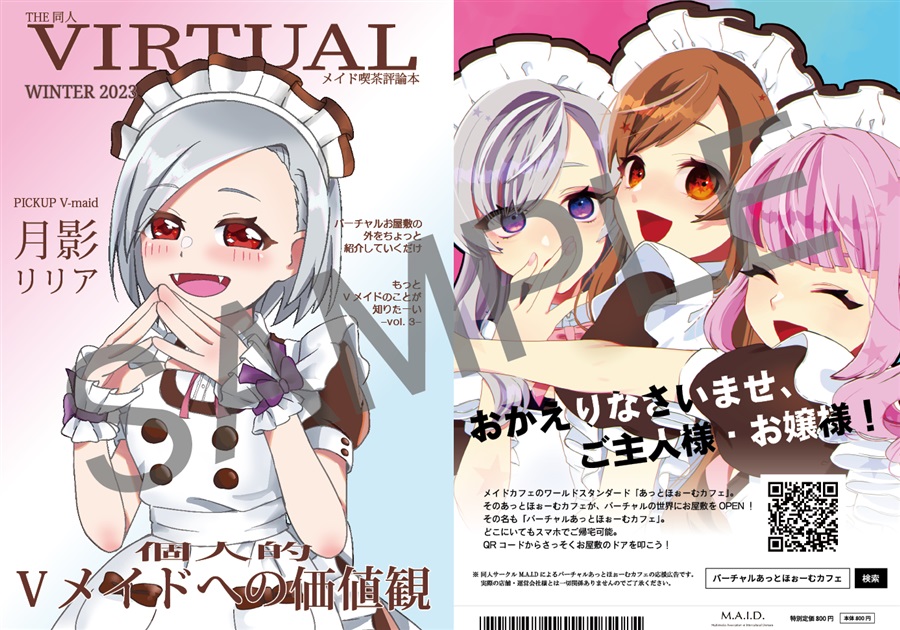 THE 同人
VIRTUAL
メイド喫茶評論本
WINTER 2023
PICKUP V-maid
月影
リリア
バーチャルお屋敷の
外をちょっと
紹介していくだけ
もっと
Vメイドのことが
知りたーい
–vol. 3–
個人的
Vメイドへの価値観
SAMPLE
おかえりなさいませ、
ご主人様・お嬢様！
メイドカフェのワールドスタンダード「あっとほぉーむカフェ」。
そのあっとほぉーむカフェが、バーチャルの世界にお屋敷を OPEN！
その名も「バーチャルあっとほぉーむカフェ」。
どこにいてもスマホでご帰宅可能。
QR コードからさっそくお屋敷のドアを叩こう！
※ 同人サークル M.A.I.D によるバーチャルあっとほぉーむカフェの応援広告です。
実際の店舗・運営会社様とは一切関係ありませんのでご了承ください。
バーチャルあっとほぉーむカフェ 検索
M.A.I.D.
特別定価 800 円 本体 800 円